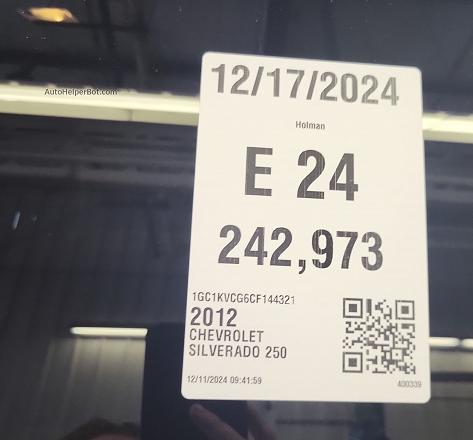 12/17/2024
AutoHelperBot.com
Holman
E 24
242,973
1GC1KVCG6CF144321
2012
CHEVROLET
SILVERADO 250
12/11/2024 09:41:59
400339